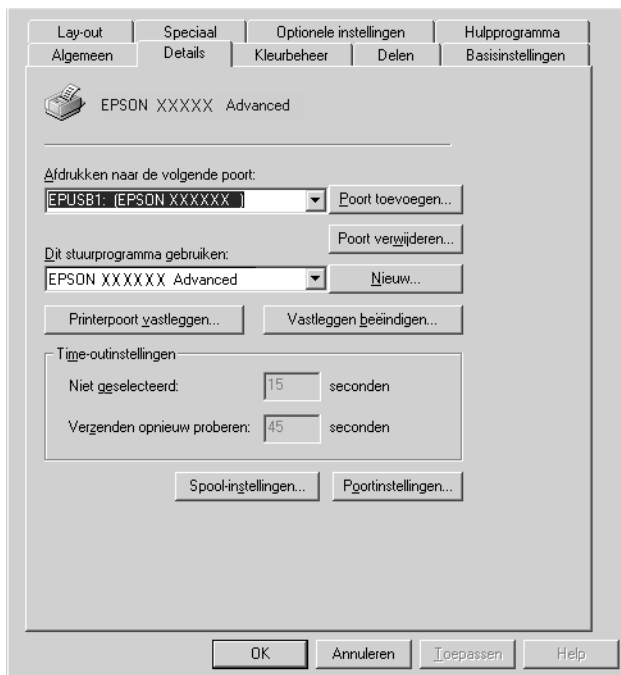 Lay-out Speciaal Optionele instellingen Hulpprogramma
Algemeen Details Kleurbeheer Delen Basisinstellingen
EPSON XXXXX Advanced
Afdrukken naar de volgende poort:
EPUSB1: (EPSON XXXXXX ) Poort toevoegen...
Poort verwijderen...
Dit stuurprogramma gebruiken:
EPSON XXXXXX Advanced Nieuw...
Printerpoort vastleggen... Vastleggen beëindigen...
Time-outinstellingen
Niet geselecteerd: 15 seconden
Verzenden opnieuw proberen: 45 seconden
Spool-instellingen... Poortinstellingen...
OK Annuleren Toepassen Help